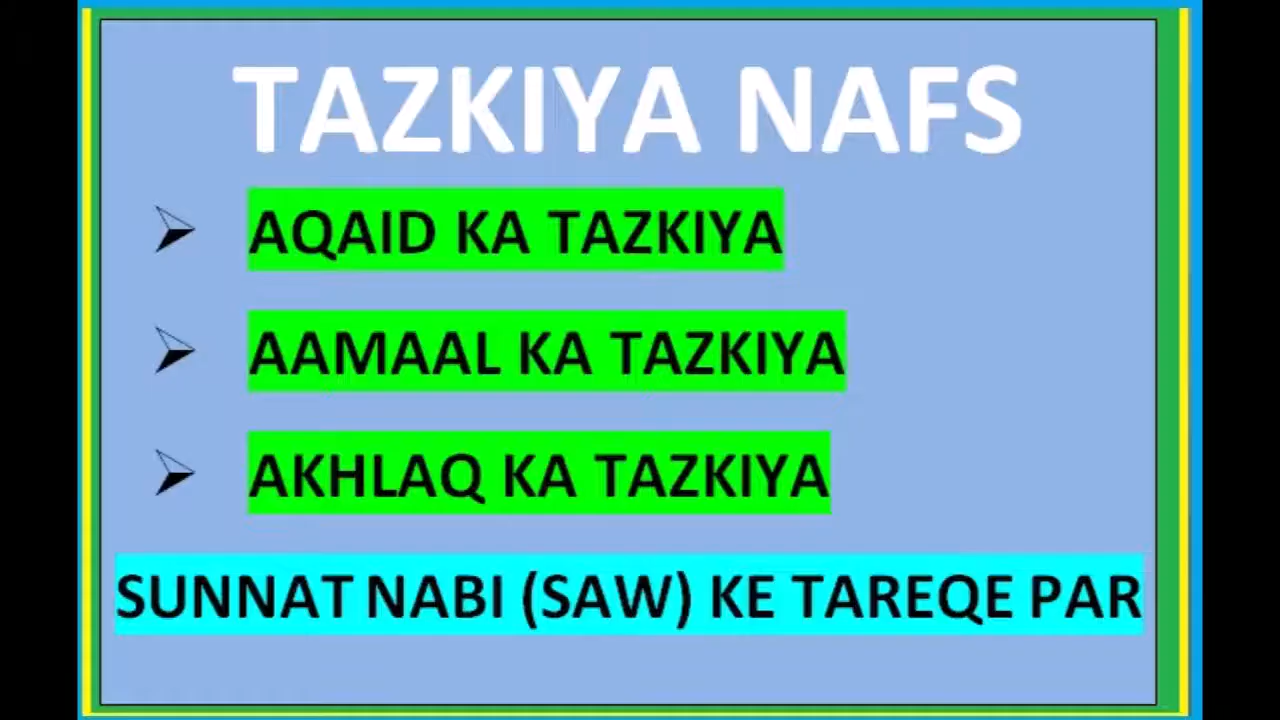 TAZKIYA NAFS
AQAID KA TAZKIYA
AAMAAL KA TAZKIYA
AKHLAQ KA TAZKIYA
SUNNAT NABI (SAW) KE TAREQE PAR